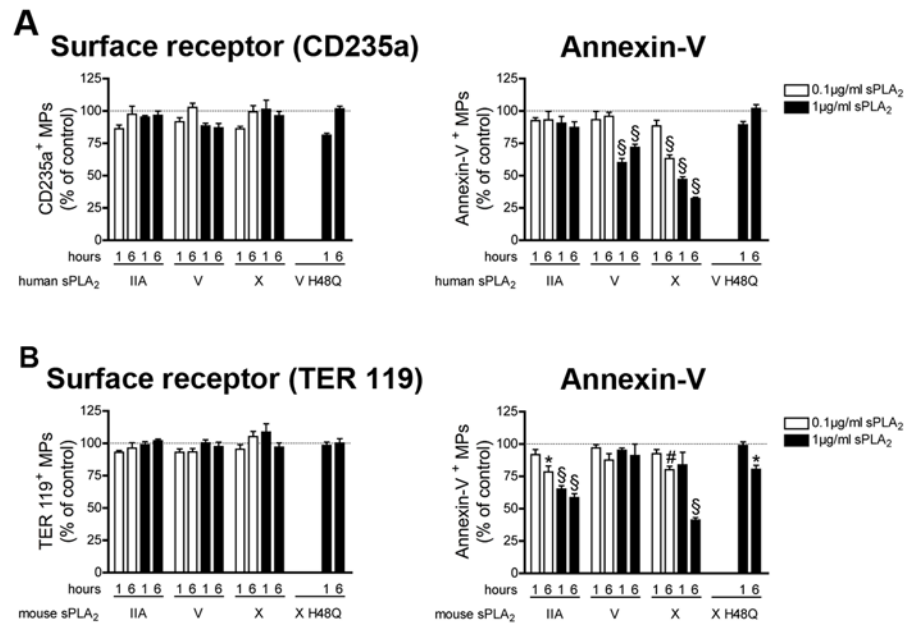 A
Surface receptor (CD235a)
Annexin-V
CD235a+ MPs
(% of control)
125
100
75
50
25
0
hours 1 6 1 6 1 6 1 6 1 6 1 6 1 6
human sPLA2 IIA V X V H48Q
Annexin-V + MPs
(% of control)
125
100
75
50
25
0
§ § § § §
hours 1 6 1 6 1 6 1 6 1 6 1 6 1 6
human sPLA2 IIA V X V H48Q
0.1µg/ml sPLA2
1µg/ml sPLA2
B
Surface receptor (TER 119)
Annexin-V
TER 119+ MPs
(% of control)
125
100
75
50
25
0
hours 1 6 1 6 1 6 1 6 1 6 1 6 1 6
mouse sPLA2 IIA V X X H48Q
Annexin-V + MPs
(% of control)
125
100
75
50
25
0
* § § # § *
hours 1 6 1 6 1 6 1 6 1 6 1 6 1 6
mouse sPLA2 IIA V X X H48Q
0.1µg/ml sPLA2
1µg/ml sPLA2